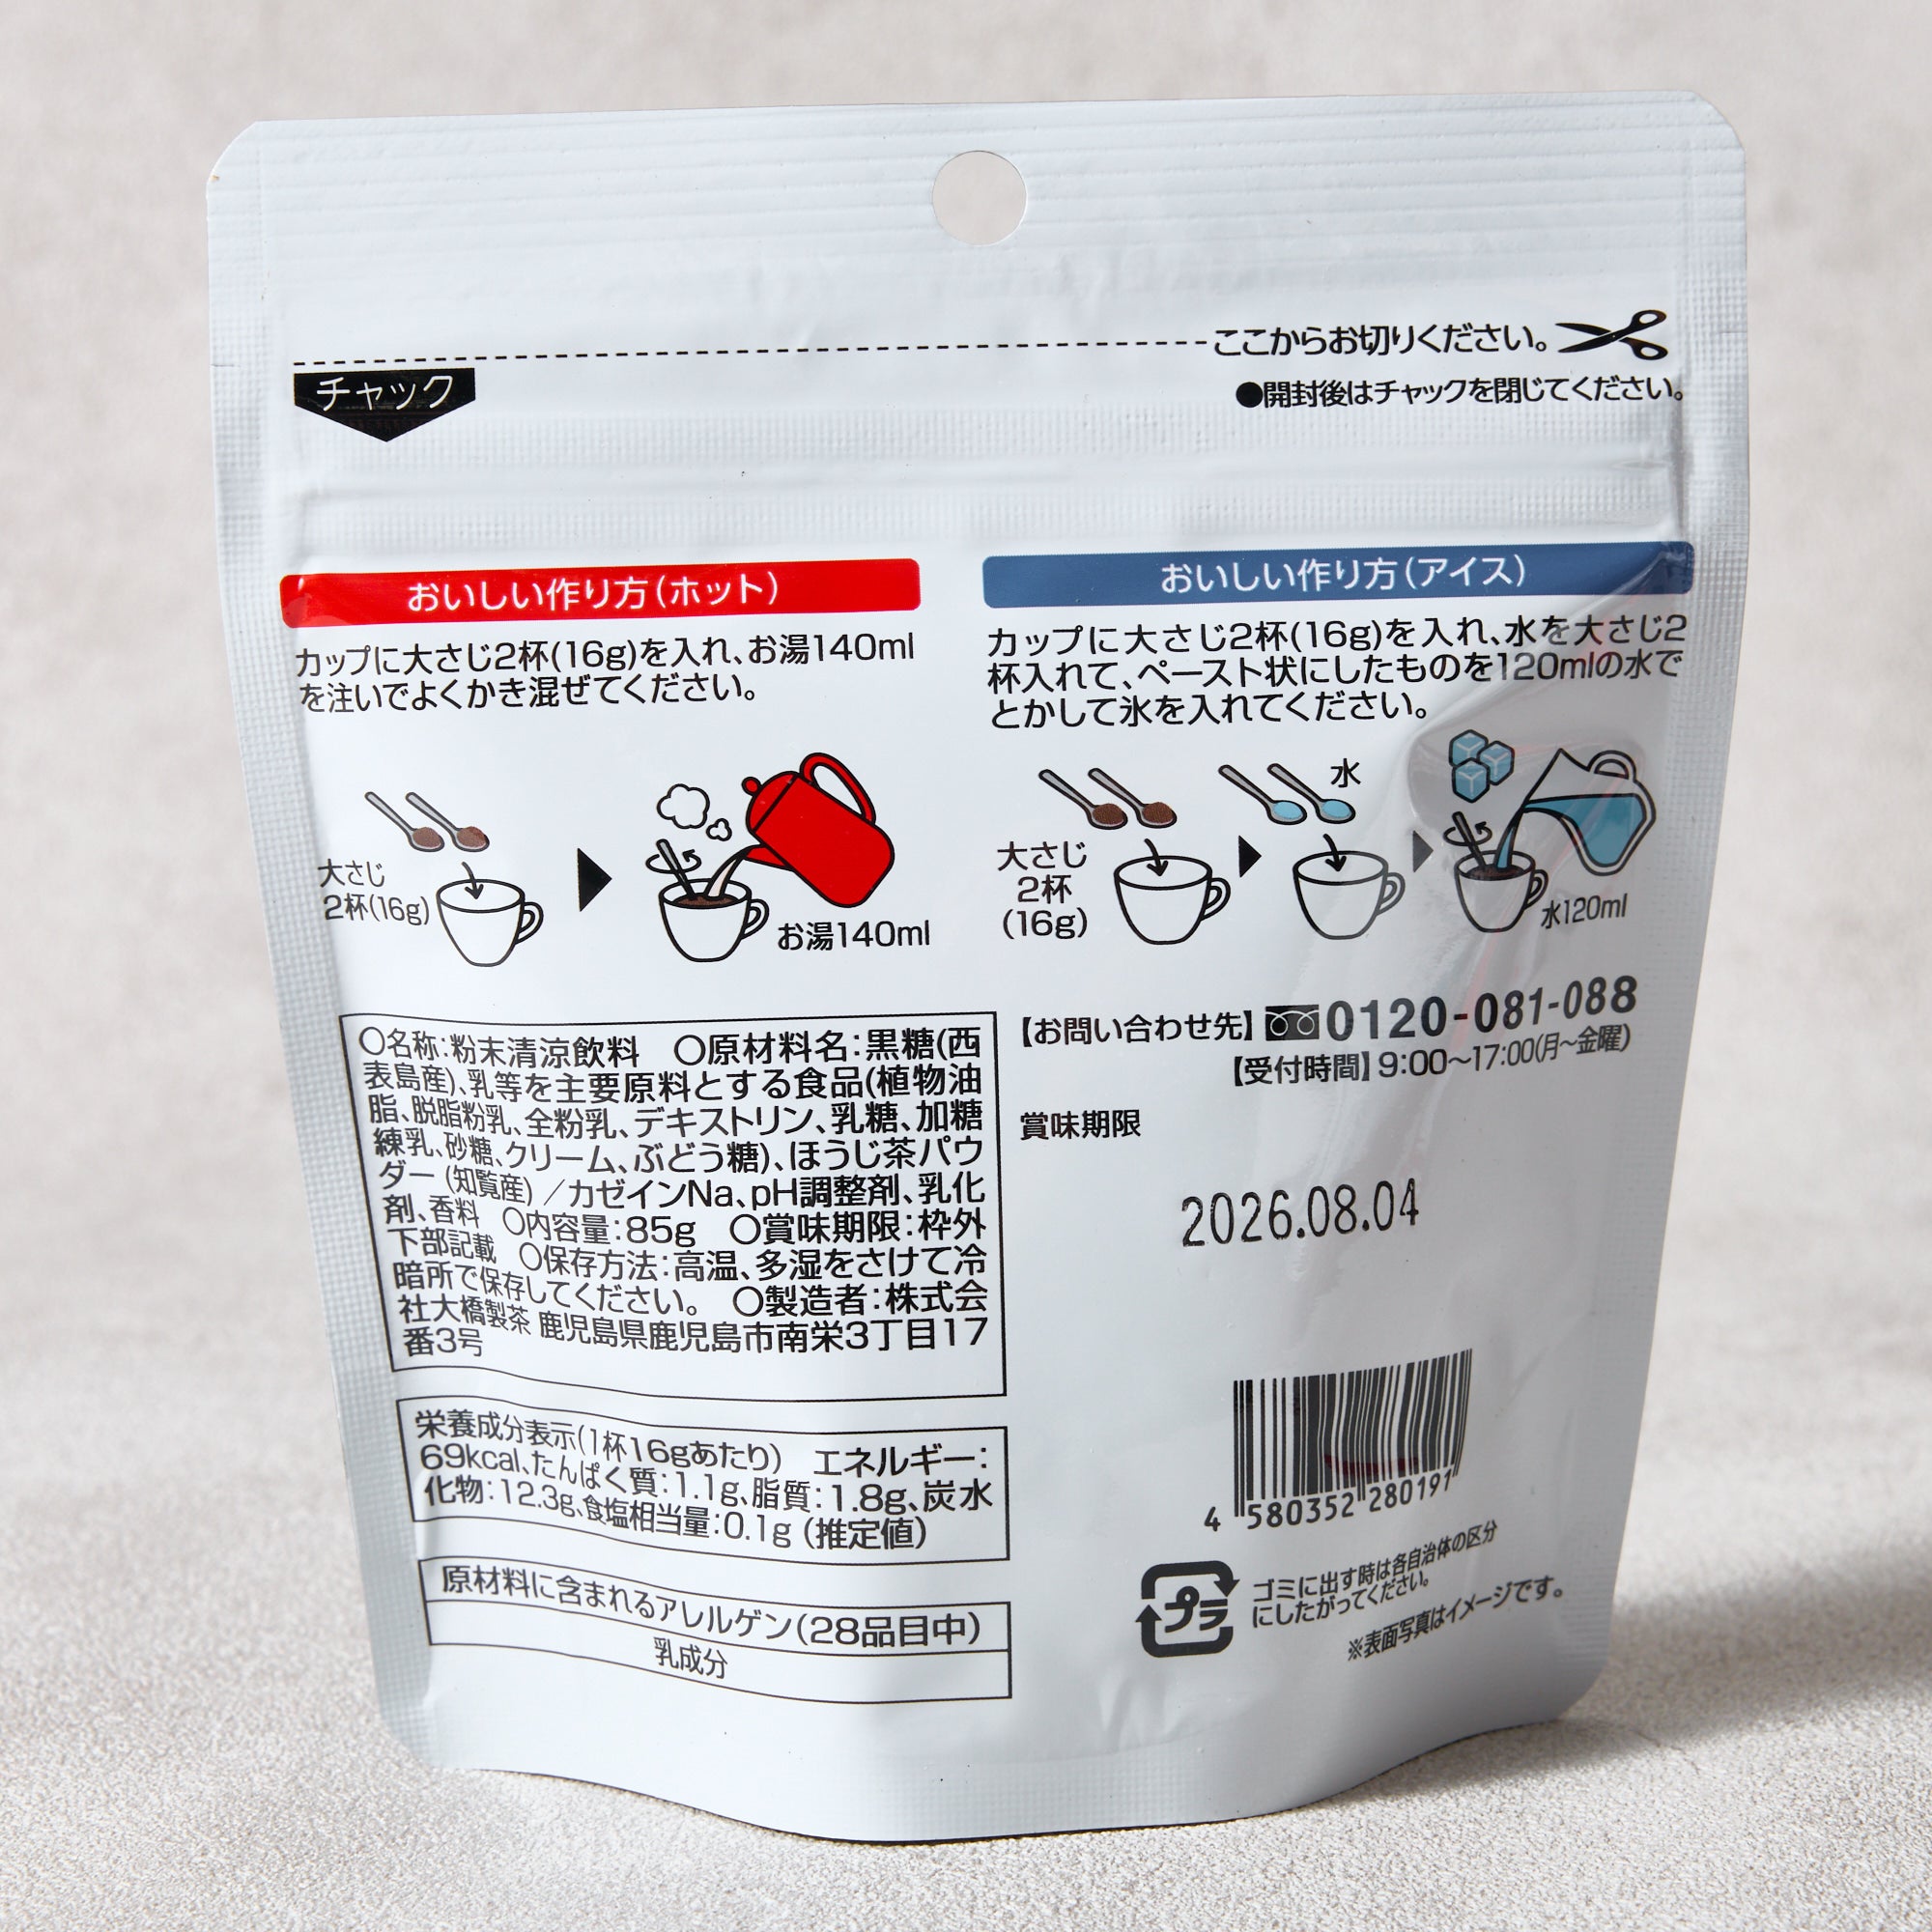 ここからお切りください。
チャック
●開封後はチャックを閉じてください。
おいしい作り方(ホット)
カップに大さじ2杯(16g)を入れ、お湯140ml
を注いでよくかき混ぜてください。
大さじ
2杯(16g)
お湯140ml
おいしい作り方(アイス)
カップに大さじ2杯(16g)を入れ、水を大さじ2
杯入れて、ペースト状にしたものを120mlの水で
とかして氷を入れてください。
水
大さじ
2杯
(16g)
水120ml
〇名称:粉末清涼飲料　〇原材料名:黒糖(西
表島産)、乳等を主要原料とする食品(植物油
脂、脱脂粉乳、全粉乳、デキストリン、乳糖、加糖
練乳、砂糖、クリーム、ぶどう糖)、ほうじ茶パウ
ダー(知覧産)/カゼインNa、pH調整剤、乳化
剤、香料　〇内容量:85g　〇賞味期限:枠外
下部記載　〇保存方法:高温、多湿をさけて冷
暗所で保存してください。　〇製造者:株式会
社大橋製茶 鹿児島県鹿児島市南栄3丁目17
番3号
栄養成分表示(1杯16gあたり)　エネルギー:
69kcal、たんぱく質:1.1g、脂質:1.8g、炭水
化物:12.3g、食塩相当量:0.1g(推定値)
原材料に含まれるアレルゲン(28品目中)
乳成分
【お問い合わせ先】0120-081-088
【受付時間】9:00〜17:00(月〜金曜)
賞味期限
2026.08.04
4 580352 280191
プラ
ゴミに出す時は各自治体の区分
にしたがってください。
※表面写真はイメージです。